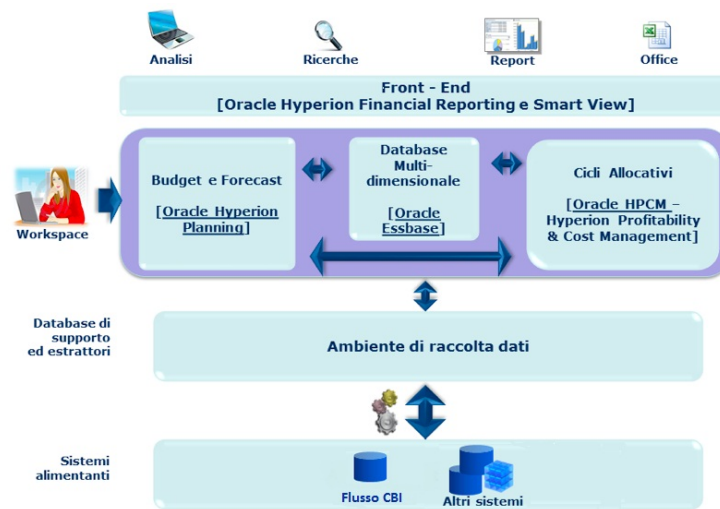 Analisi
Ricerche
Report
Office
Front - End
[Oracle Hyperion Financial Reporting e Smart View]
Workspace
Budget e Forecast
[Oracle Hyperion
Planning]
Database
Multi-
dimensionale
[Oracle
Essbase]
Cicli Allocativi
[Oracle HPCM –
Hyperion Profitability
& Cost Management]
Database di
supporto
ed estrattori
Ambiente di raccolta dati
Sistemi
alimentanti
Flusso CBI
Altri sistemi